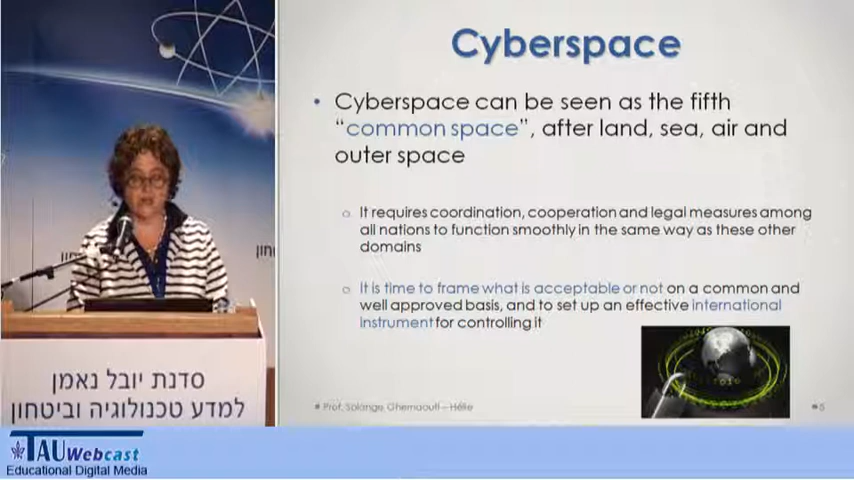 Cyberspace
• Cyberspace can be seen as the fifth
“common space”, after land, sea, air and
outer space
o It requires coordination, cooperation and legal measures among
all nations to function smoothly in the same way as these other
domains
o It is time to frame what is acceptable or not on a common and
well approved basis, and to set up an effective international
instrument for controlling it
Prof. Solange Ghernaouti – Hélie
5
סדנת יובל נאמן
למדע טכנולוגיה וביטחון
TAU Webcast
Educational Digital Media